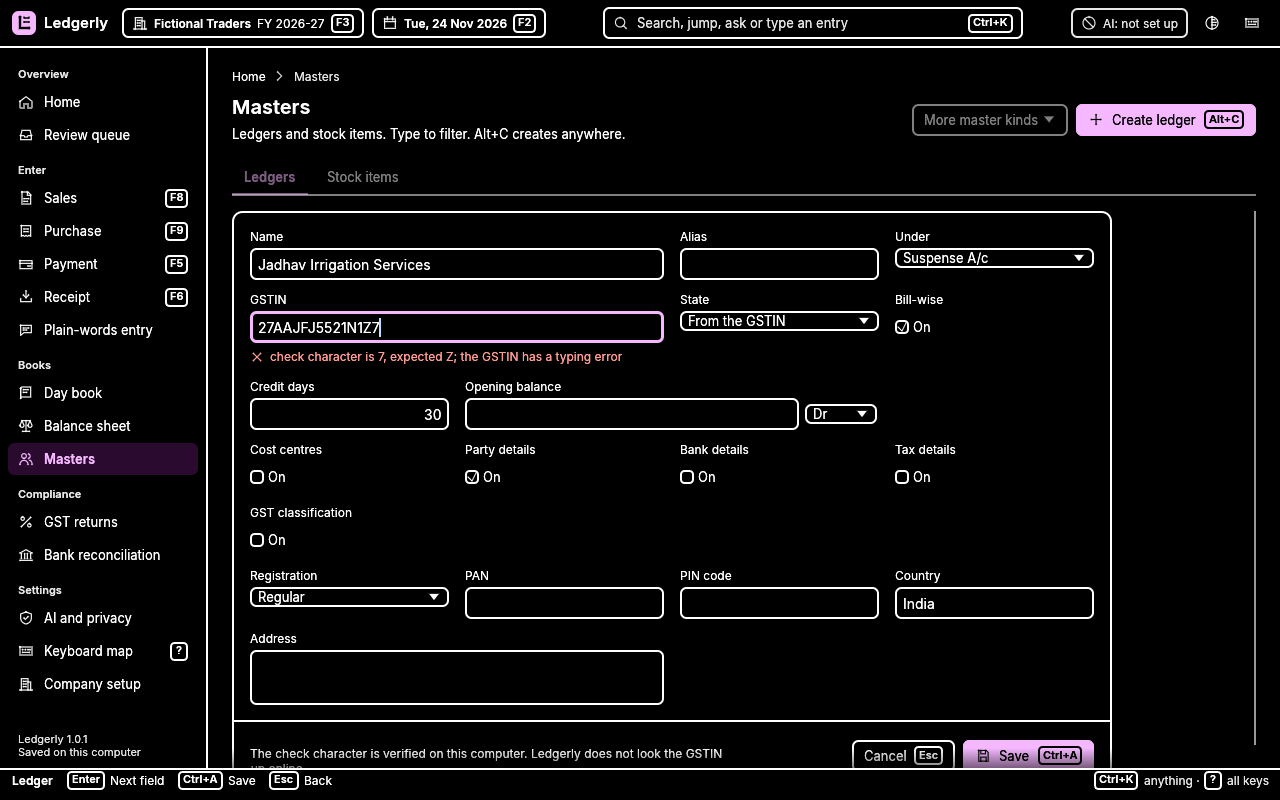 Ledgerly
Fictional Traders FY 2026-27 F3
Tue, 24 Nov 2026 F2
Search, jump, ask or type an entry Ctrl+K
AI: not set up
Overview
Home
Review queue
Enter
Sales F8
Purchase F9
Payment F5
Receipt F6
Plain-words entry
Books
Day book
Balance sheet
Masters
Compliance
GST returns
Bank reconciliation
Settings
AI and privacy
Keyboard map ?
Company setup
Ledgerly 1.0.1
Saved on this computer
Home Masters
Masters
Ledgers and stock items. Type to filter. Alt+C creates anywhere.
More master kinds
Create ledger Alt+C
Ledgers Stock items
Name Alias Under
Jadhav Irrigation Services Suspense A/c
GSTIN State Bill-wise
27AAJFJ5521N1Z7 From the GSTIN On
check character is 7, expected Z; the GSTIN has a typing error
Credit days Opening balance
30 Dr
Cost centres Party details Bank details Tax details
On On On On
GST classification
On
Registration PAN PIN code Country
Regular India
Address
The check character is verified on this computer. Ledgerly does not look the GSTIN
up online.
Cancel Esc Save Ctrl+A
Ledger Enter Next field Ctrl+A Save Esc Back
Ctrl+K anything · ? all keys